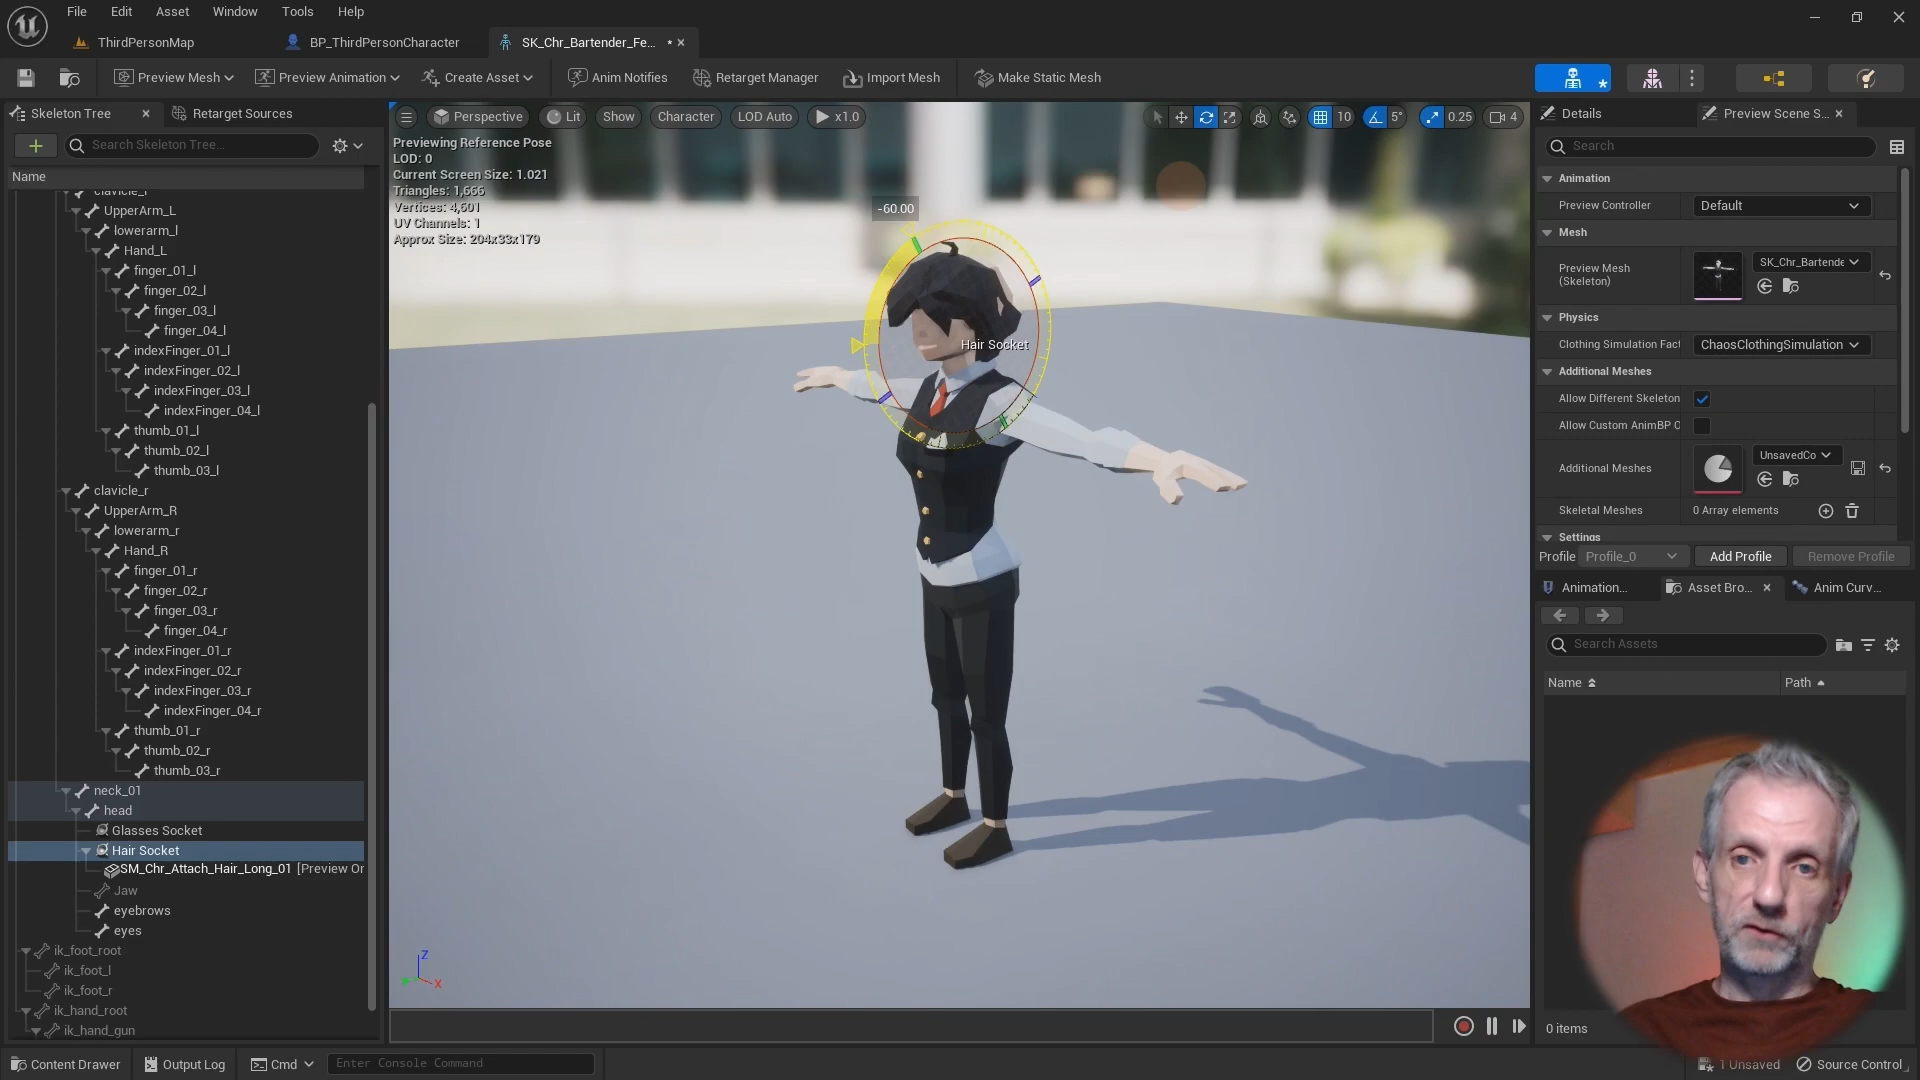 File Edit Asset Window Tools Help
ThirdPersonMap
BP_ThirdPersonCharacter
SK_Chr_Bartender_Fe...
Preview Mesh
Preview Animation
Create Asset
Anim Notifies
Retarget Manager
Import Mesh
Make Static Mesh
Skeleton Tree
Retarget Sources
Search Skeleton Tree...
Name
clavicle_l
UpperArm_L
lowerarm_l
Hand_L
finger_01_l
finger_02_l
finger_03_l
finger_04_l
indexFinger_01_l
indexFinger_02_l
indexFinger_03_l
indexFinger_04_l
thumb_01_l
thumb_02_l
thumb_03_l
clavicle_r
UpperArm_R
lowerarm_r
Hand_R
finger_01_r
finger_02_r
finger_03_r
finger_04_r
indexFinger_01_r
indexFinger_02_r
indexFinger_03_r
indexFinger_04_r
thumb_01_r
thumb_02_r
thumb_03_r
neck_01
head
Glasses Socket
Hair Socket
SM_Chr_Attach_Hair_Long_01 [Preview Or
Jaw
eyebrows
eyes
ik_foot_root
ik_foot_l
ik_foot_r
ik_hand_root
ik_hand_gun
Perspective
Lit
Show
Character
LOD Auto
x1.0
10
5°
0.25
4
Previewing Reference Pose
LOD: 0
Current Screen Size: 1.021
Triangles: 1,666
Vertices: 4,601
UV Channels: 1
Approx Size: 204x33x179
-60.00
Hair Socket
Z
X
Details
Preview Scene S...
Search
Animation
Preview Controller
Default
Mesh
Preview Mesh
(Skeleton)
SK_Chr_Bartende
Physics
Clothing Simulation Fact
ChaosClothingSimulation
Additional Meshes
Allow Different Skeleton
Allow Custom AnimBP O
Additional Meshes
UnsavedCo
Skeletal Meshes
0 Array elements
Settings
Profile
Profile_0
Add Profile
Remove Profile
Animation...
Asset Bro...
Anim Curv...
Search Assets
Name
Path
0 items
Content Drawer
Output Log
Cmd
Enter Console Command
1 Unsaved
Source Control